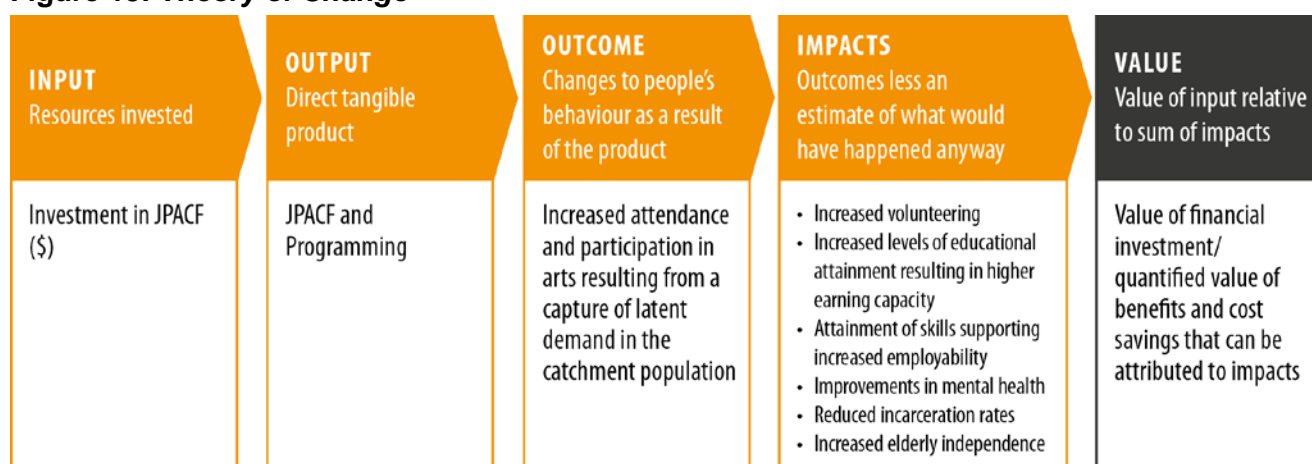 INPUT
Resources invested
OUTPUT
Direct tangible
product
OUTCOME
Changes to people's
behaviour as a result
of the product
IMPACTS
Outcomes less an
estimate of what would
have happened anyway
VALUE
Value of input relative
to sum of impacts
Investment in JPACF
($)
JPACF and
Programming
Increased attendance
and participation in
arts resulting from a
capture of latent
demand in the
catchment population
• Increased volunteering
• Increased levels of educational
attainment resulting in higher
earning capacity
• Attainment of skills supporting
increased employability
• Improvements in mental health
• Reduced incarceration rates
• Increased elderly independence
Value of financial
investment/
quantified value of
benefits and cost
savings that can be
attributed to impacts